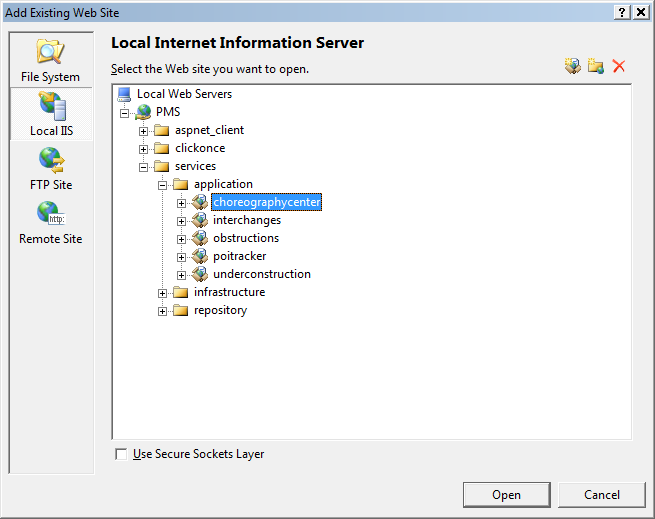 Add Existing Web Site
File System
Local IIS
FTP Site
http:
Remote Site
Local Internet Information Server
Select the Web site you want to open.
Local Web Servers
PMS
aspnet_client
clickonce
services
application
choreographycenter
interchanges
obstructions
poitracker
underconstruction
infrastructure
repository
Use Secure Sockets Layer
Open
Cancel